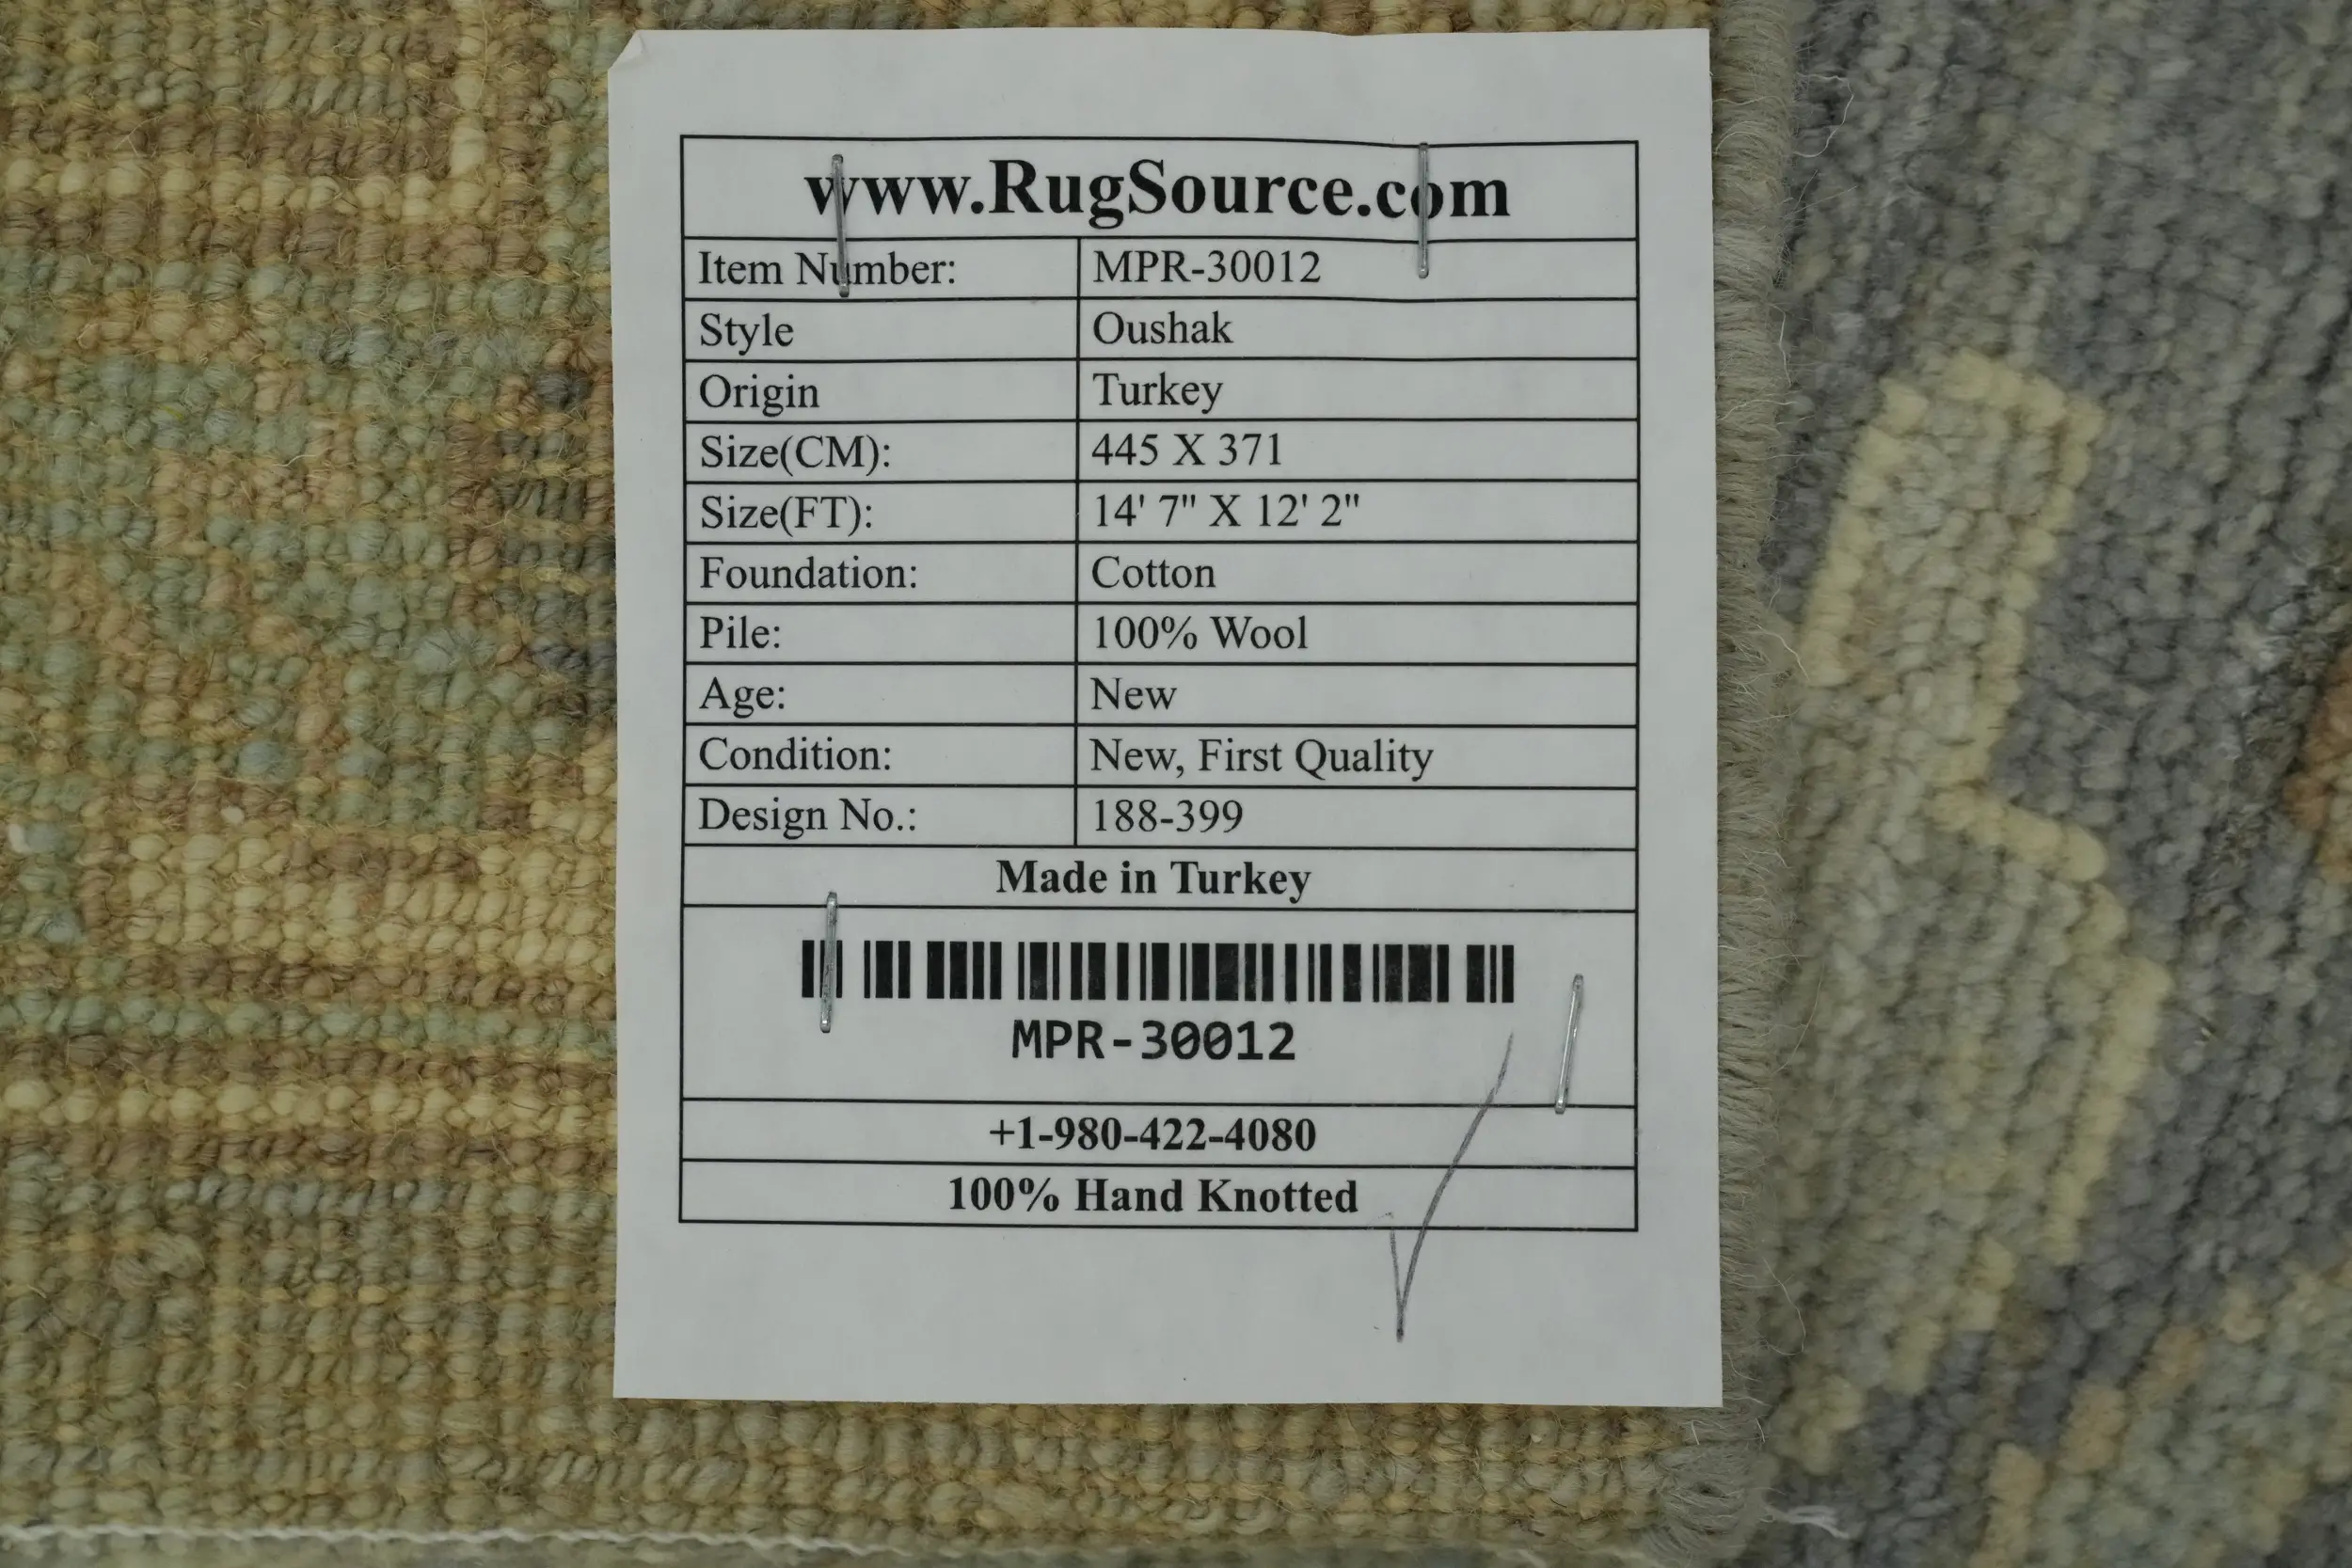 www.RugSource.com
Item Number: MPR-30012
Style Oushak
Origin Turkey
Size(CM): 445 X 371
Size(FT): 14' 7" X 12' 2"
Foundation: Cotton
Pile: 100% Wool
Age: New
Condition: New, First Quality
Design No.: 188-399
Made in Turkey
MPR-30012
+1-980-422-4080
100% Hand Knotted